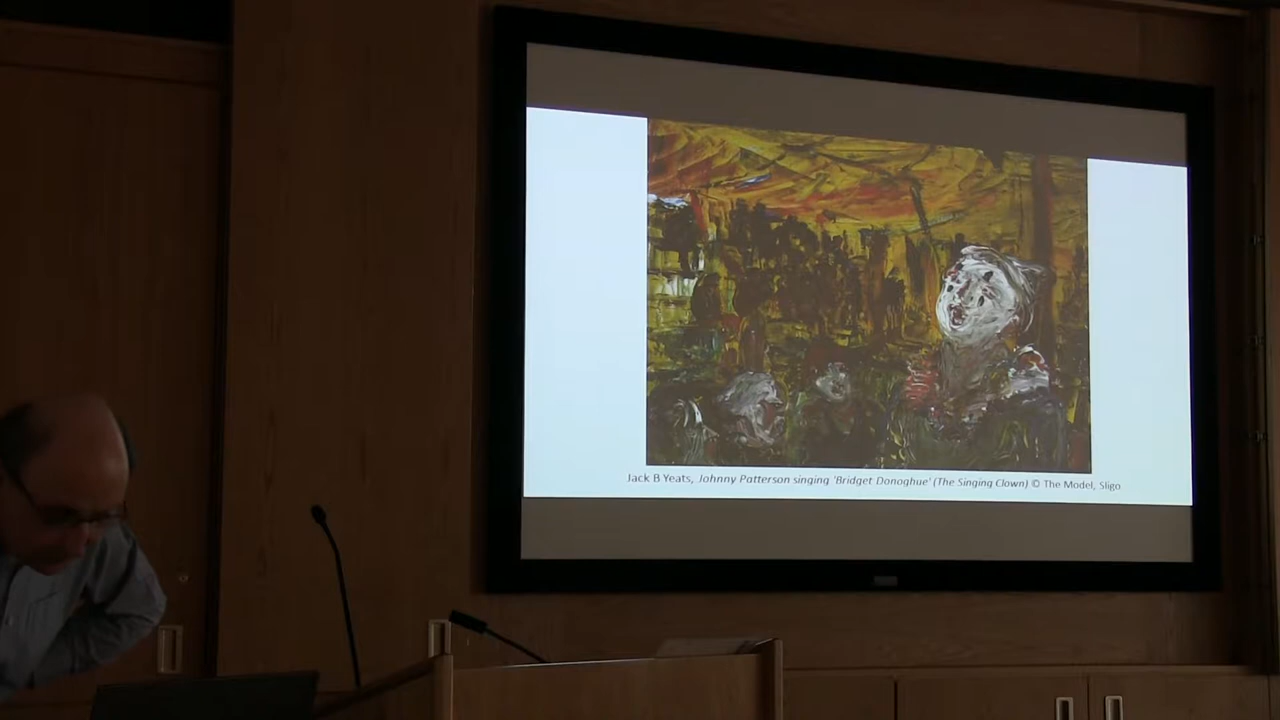 Jack B Yeats, Johnny Patterson singing 'Bridget Donoghue' (The Singing Clown) © The Model, Sligo